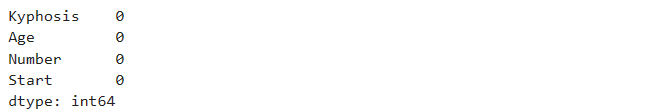 Kyphosis    0
Age         0
Number      0
Start       0
dtype: int64